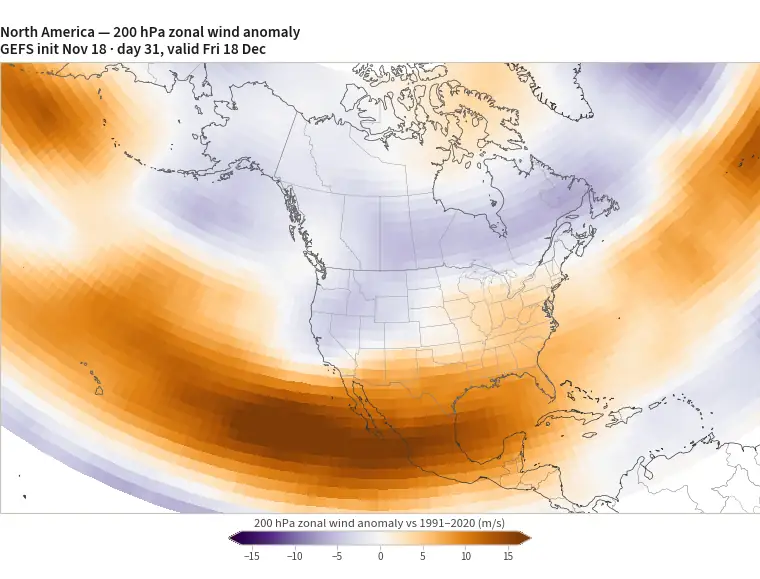 North America — 200 hPa zonal wind anomaly
GEFS init Nov 18 · day 31, valid Fri 18 Dec
200 hPa zonal wind anomaly vs 1991–2020 (m/s)
−15 −10 −5 0 5 10 15